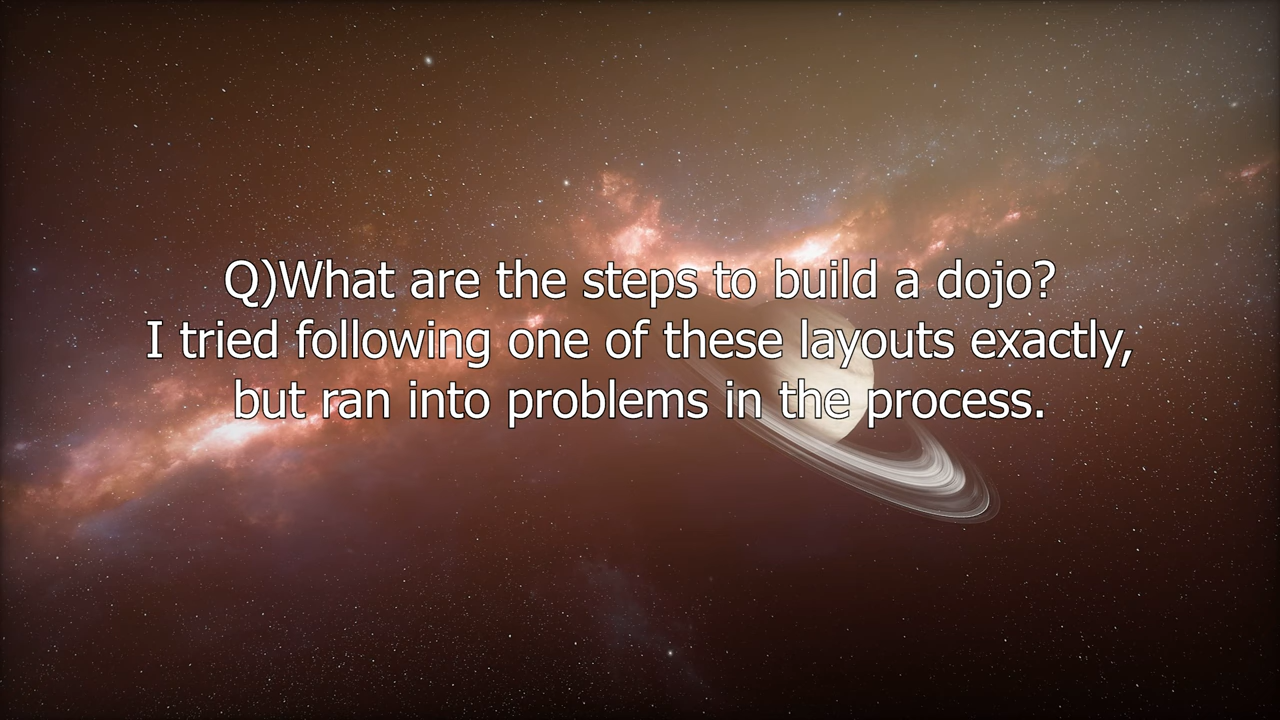 Q)What are the steps to build a dojo?
I tried following one of these layouts exactly,
but ran into problems in the process.